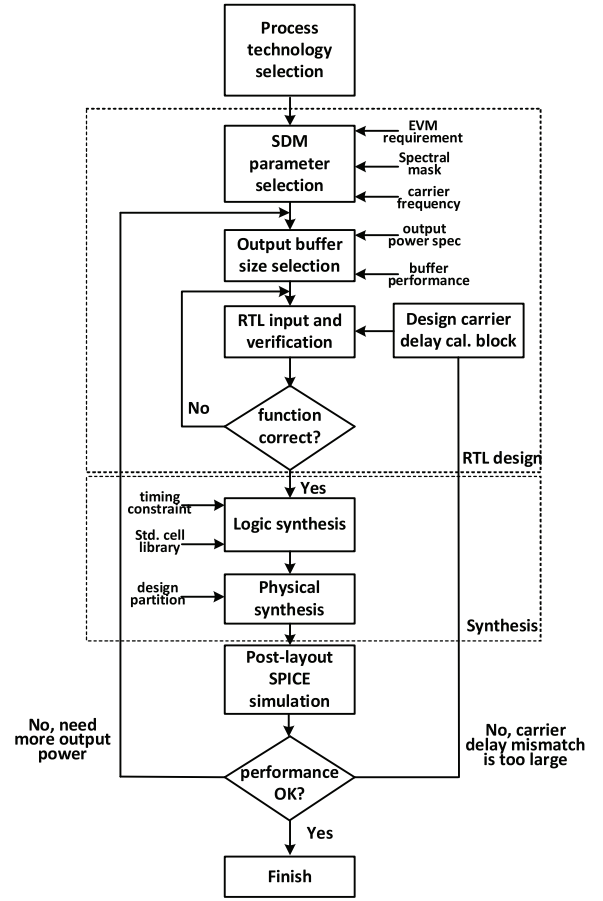 Process
technology
selection
SDM
parameter
selection
EVM
requirement
Spectral
mask
carrier
frequency
Output buffer
size selection
output
power spec
buffer
performance
RTL input and
verification
Design carrier
delay cal. block
No
function
correct?
RTL design
Yes
timing
constraint
Logic synthesis
Std. cell
library
design
partition
Physical
synthesis
Synthesis
Post-layout
SPICE
simulation
No, need
more output
power
No, carrier
delay mismatch
is too large
performance
OK?
Yes
Finish